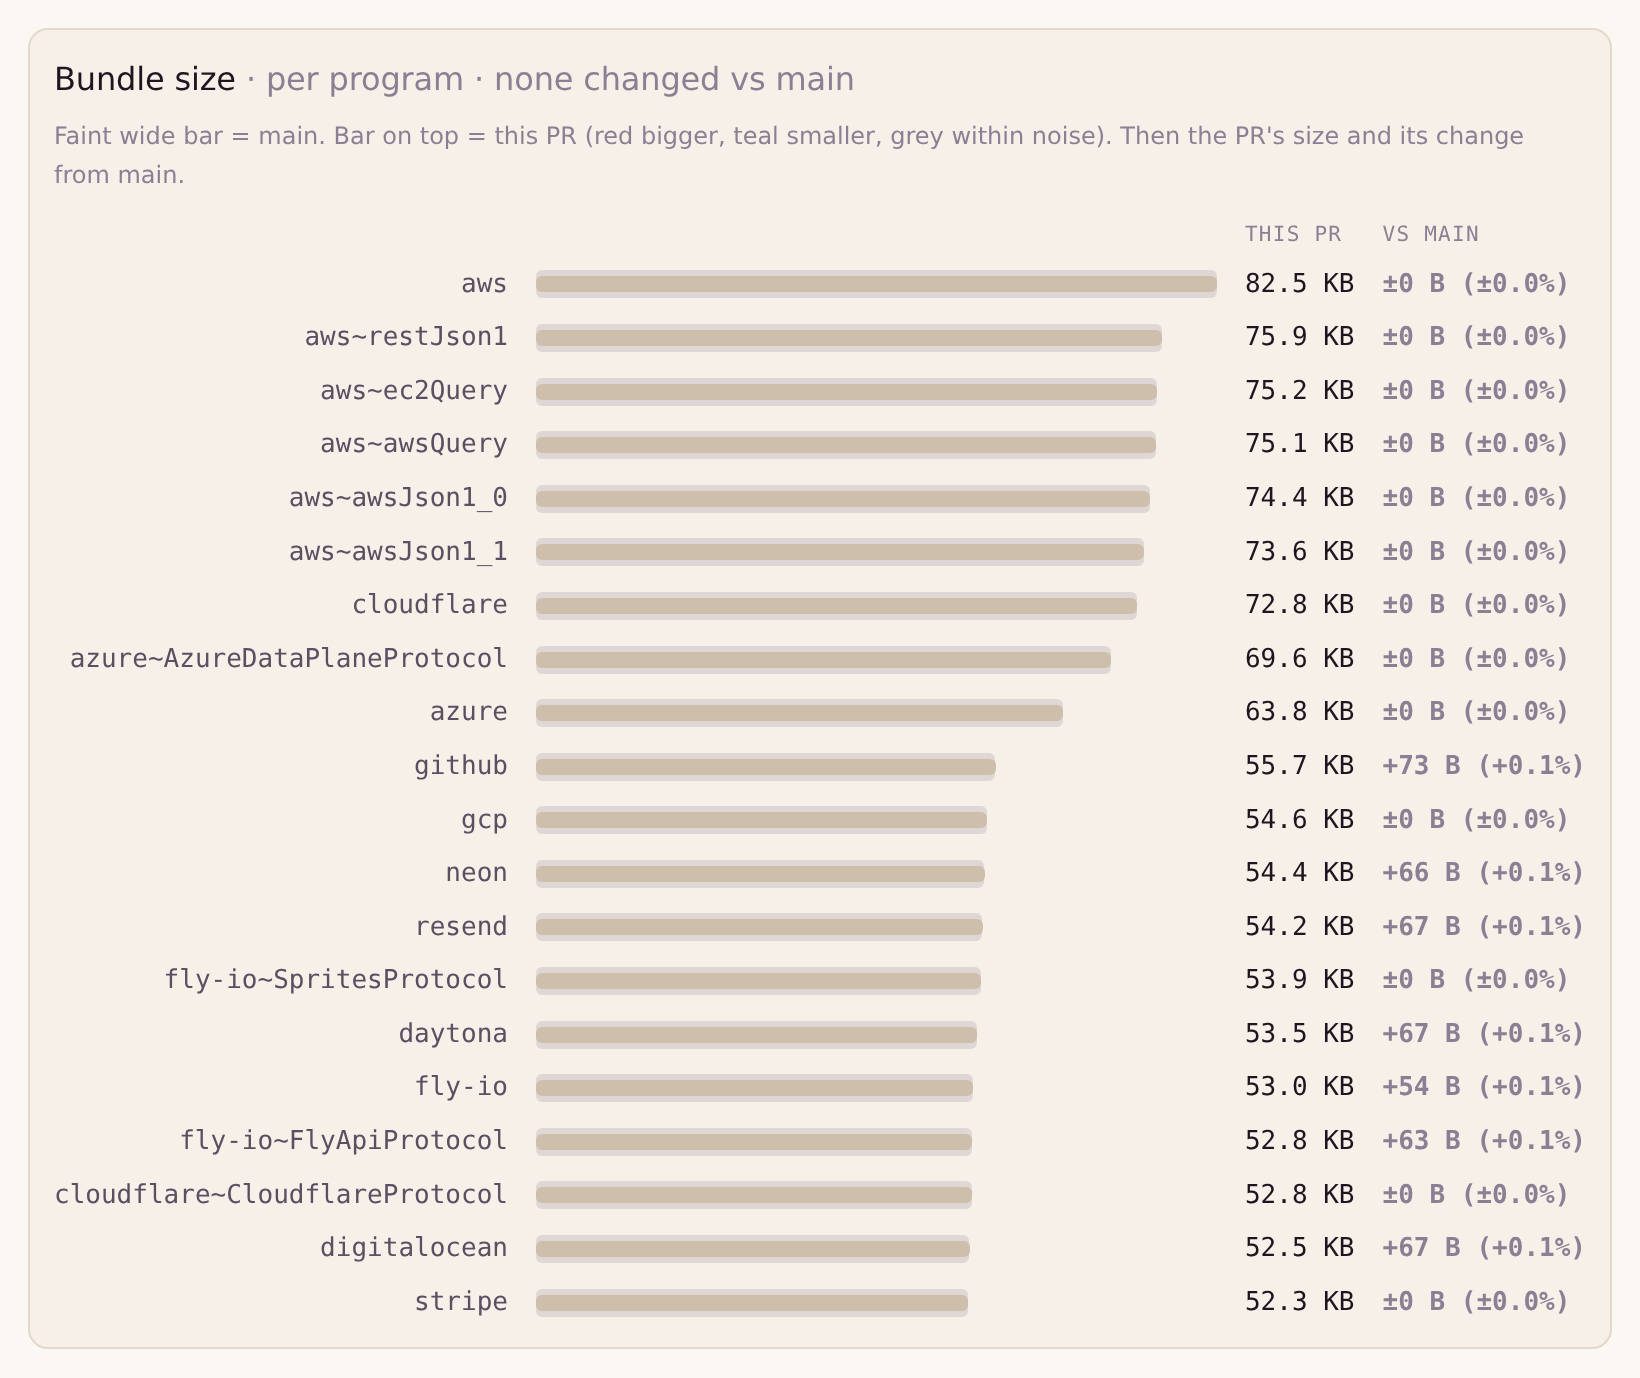 Bundle size · per program · none changed vs main
Faint wide bar = main. Bar on top = this PR (red bigger, teal smaller, grey within noise). Then the PR's size and its change
from main.
THIS PR VS MAIN
aws 82.5 KB ±0 B (±0.0%)
aws~restJson1 75.9 KB ±0 B (±0.0%)
aws~ec2Query 75.2 KB ±0 B (±0.0%)
aws~awsQuery 75.1 KB ±0 B (±0.0%)
aws~awsJson1_0 74.4 KB ±0 B (±0.0%)
aws~awsJson1_1 73.6 KB ±0 B (±0.0%)
cloudflare 72.8 KB ±0 B (±0.0%)
azure~AzureDataPlaneProtocol 69.6 KB ±0 B (±0.0%)
azure 63.8 KB ±0 B (±0.0%)
github 55.7 KB +73 B (+0.1%)
gcp 54.6 KB ±0 B (±0.0%)
neon 54.4 KB +66 B (+0.1%)
resend 54.2 KB +67 B (+0.1%)
fly-io~SpritesProtocol 53.9 KB ±0 B (±0.0%)
daytona 53.5 KB +67 B (+0.1%)
fly-io 53.0 KB +54 B (+0.1%)
fly-io~FlyApiProtocol 52.8 KB +63 B (+0.1%)
cloudflare~CloudflareProtocol 52.8 KB ±0 B (±0.0%)
digitalocean 52.5 KB +67 B (+0.1%)
stripe 52.3 KB ±0 B (±0.0%)